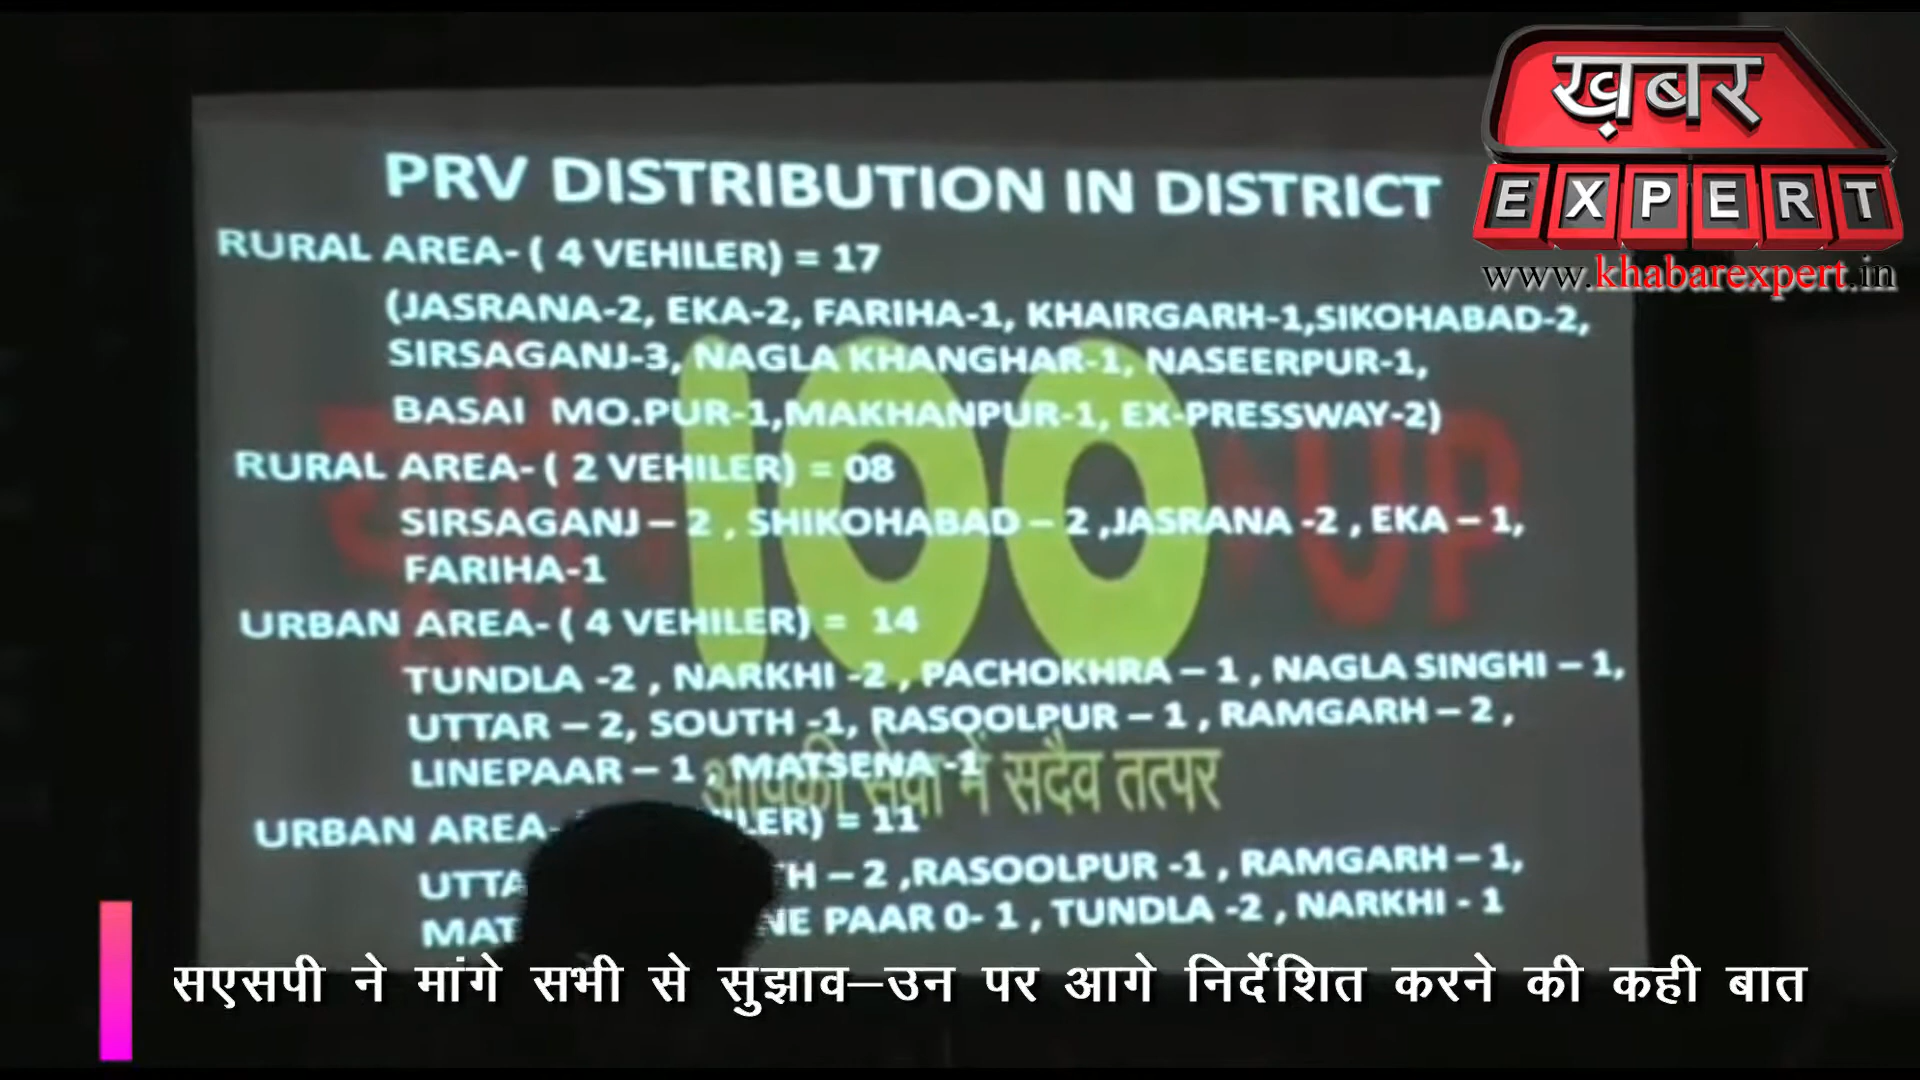 ख़बर
EXPERT
www.khabarexpert.in
PRV DISTRIBUTION IN DISTRICT
RURAL AREA- ( 4 VEHILER) = 17
(JASRANA-2, EKA-2, FARIHA-1, KHAIRGARH-1,SIKOHABAD-2,
SIRSAGANJ-3, NAGLA KHANGHAR-1, NASEERPUR-1,
BASAI MO.PUR-1,MAKHANPUR-1, EX-PRESSWAY-2)
RURAL AREA- ( 2 VEHILER) = 08
SIRSAGANJ – 2 , SHIKOHABAD – 2 ,JASRANA -2 , EKA – 1,
FARIHA-1
URBAN AREA- ( 4 VEHILER) = 14
TUNDLA -2 , NARKHI -2 , PACHOKHRA – 1 , NAGLA SINGHI – 1,
UTTAR – 2, SOUTH -1, RASOOLPUR – 1 , RAMGARH – 2 ,
LINEPAAR – 1 , MATSENA -1
URBAN AREA- = 11
– 2 ,RASOOLPUR -1 , RAMGARH – 1,
PAAR 0- 1 , TUNDLA -2 , NARKHI - 1
100 UP
आपकी सेवा में सदैव तत्पर
सएसपी ने मांगे सभी से सुझाव–उन पर आगे निर्देशित करने की कही बात